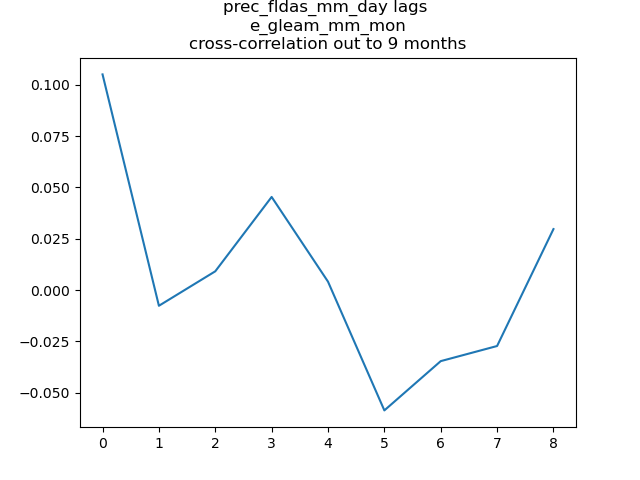 prec_fldas_mm_day lags
e_gleam_mm_mon
cross-correlation out to 9 months
0.100
0.075
0.050
0.025
0.000
−0.025
−0.050
0 1 2 3 4 5 6 7 8